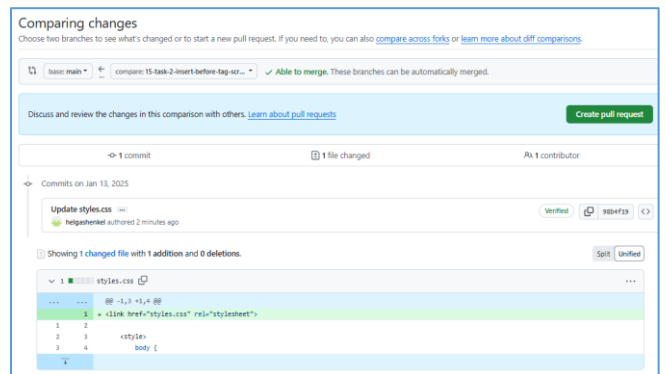 Comparing changes
Choose two branches to see what's changed or to start a new pull request. If you need to, you can also compare across forks or learn more about diff comparisons.
base: main compare: 15-task-2-insert-before-tag-scr... ✓ Able to merge. These branches can be automatically merged.
Discuss and review the changes in this comparison with others. Learn about pull requests Create pull request
1 commit 1 file changed 1 contributor
Commits on Jan 13, 2025
Update styles.css ...
helgashenkel authored 2 minutes ago Verified 98b4f19 <>
Showing 1 changed file with 1 addition and 0 deletions. Split Unified
1 styles.css ...
... ... @@ -1,3 +1,4 @@
1 + <link href="styles.css" rel="stylesheet">
1 2
2 3 <style>
3 4 body {